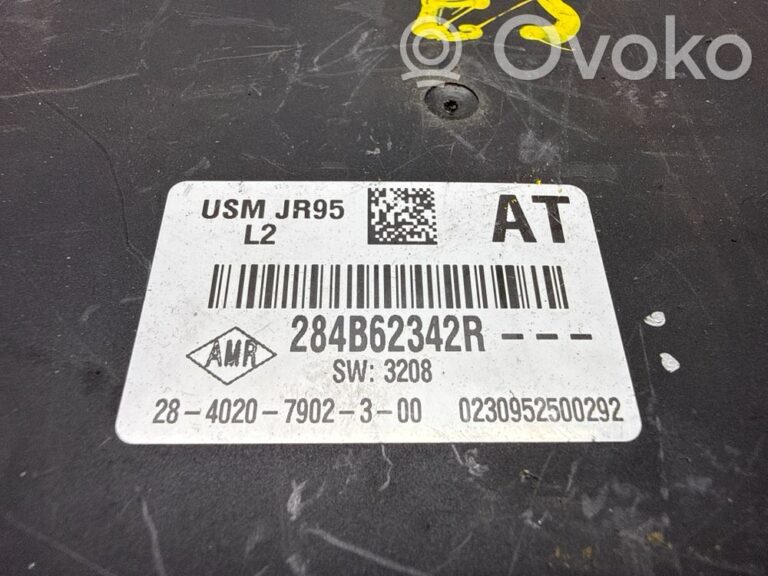 Ovoko
USM JR95
L2
AT
284B62342R---
AMR
SW: 3208
28-4020-7902-3-00 0230952500292